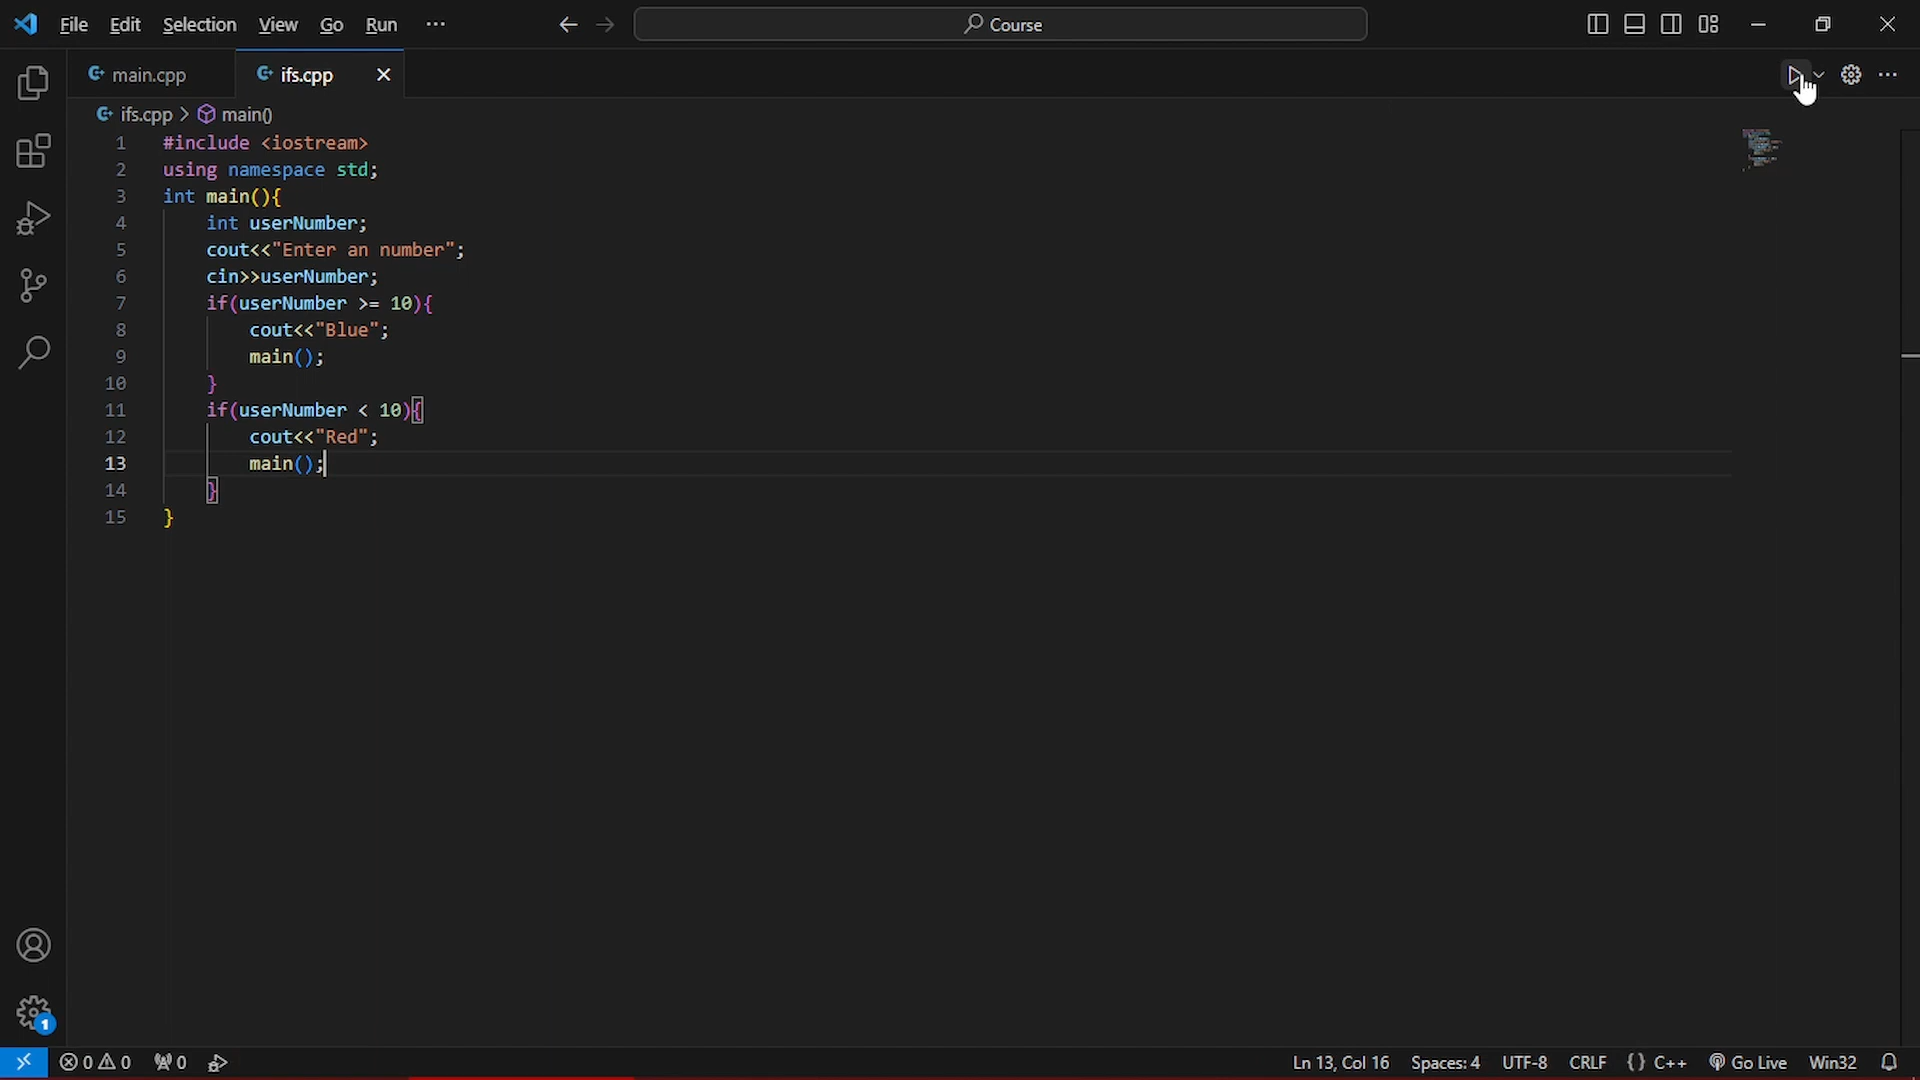 File Edit Selection View Go Run ··· Course
main.cpp ifs.cpp
ifs.cpp > main()
1 #include <iostream>
2 using namespace std;
3 int main(){
4 int userNumber;
5 cout<<"Enter an number";
6 cin>>userNumber;
7 if(userNumber >= 10){
8 cout<<"Blue";
9 main();
10 }
11 if(userNumber < 10){
12 cout<<"Red";
13 main();
14 }
15 }
1
0 0 0 Ln 13, Col 16 Spaces: 4 UTF-8 CRLF {} C++ Go Live Win32